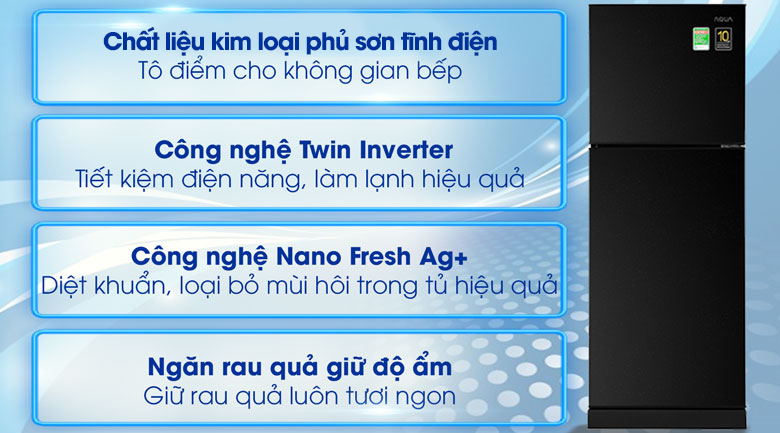 Chất liệu kim loại phủ sơn tĩnh điện
Tô điểm cho không gian bếp
Công nghệ Twin Inverter
Tiết kiệm điện năng, làm lạnh hiệu quả
Công nghệ Nano Fresh Ag+
Diệt khuẩn, loại bỏ mùi hôi trong tủ hiệu quả
Ngăn rau quả giữ độ ẩm
Giữ rau quả luôn tươi ngon
AQUA
10